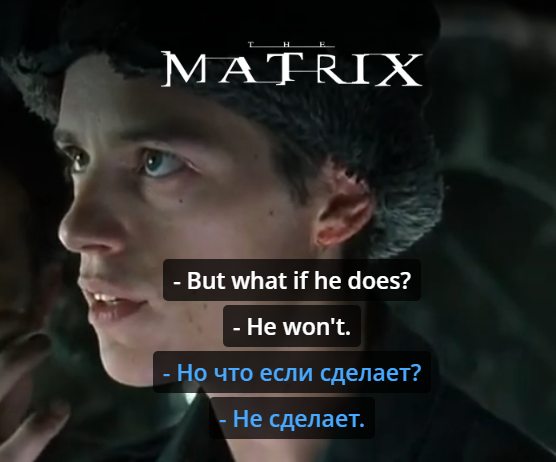 THE
MATRIX
- But what if he does?
- He won't.
- Но что если сделает?
- Не сделает.